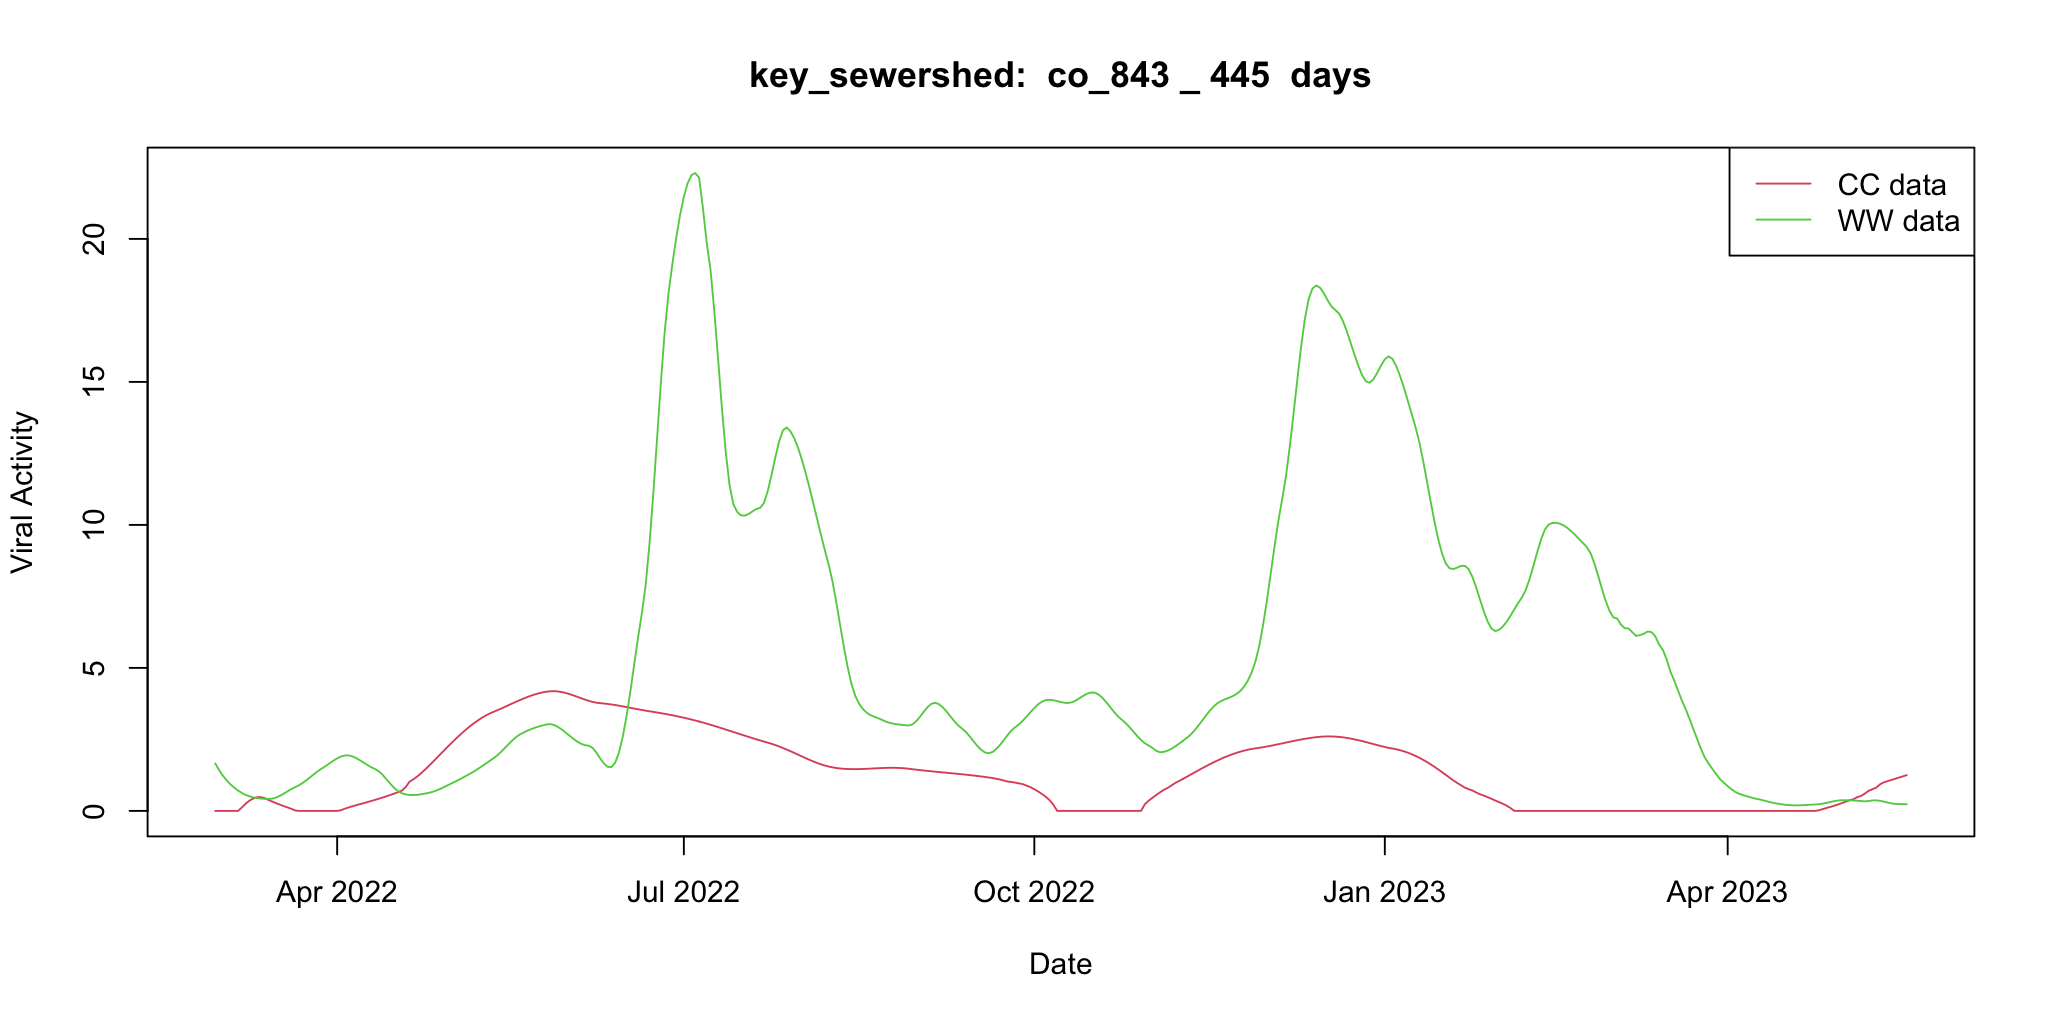 key_sewershed:  co_843 _ 445  days
CC data
WW data
Viral Activity
20
15
10
5
0
Apr 2022
Jul 2022
Oct 2022
Jan 2023
Apr 2023
Date